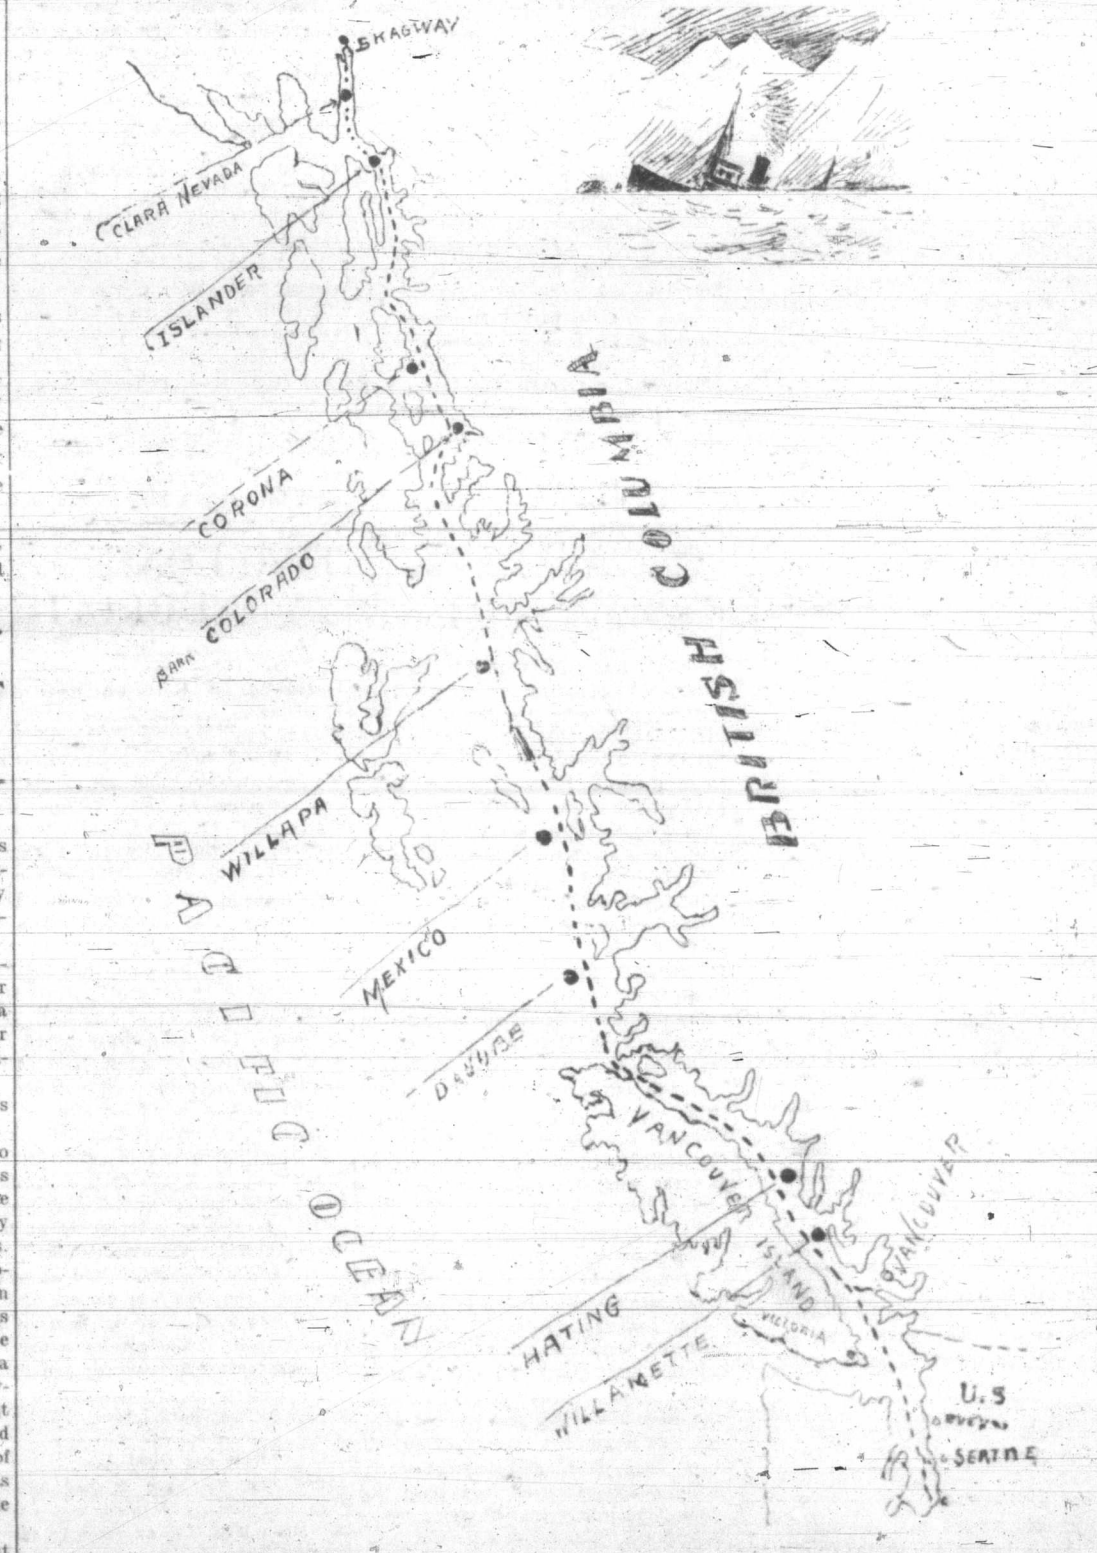 SKAGWAY
CLARA NEVADA
ISLANDER
BRITISH COLUMBIA
CORONA
BARK COLORADO
WILLAPA
PACIFIC OCEAN
MEXICO
DANUBE
VANCOUVER ISLAND
VANCOUVER
HATING
WILLAMETTE
VICTORIA
U.S
SEATTLE
s
r
a
r
s
o
s
e
y
n
s
e
a
t
d
of
s
e
t